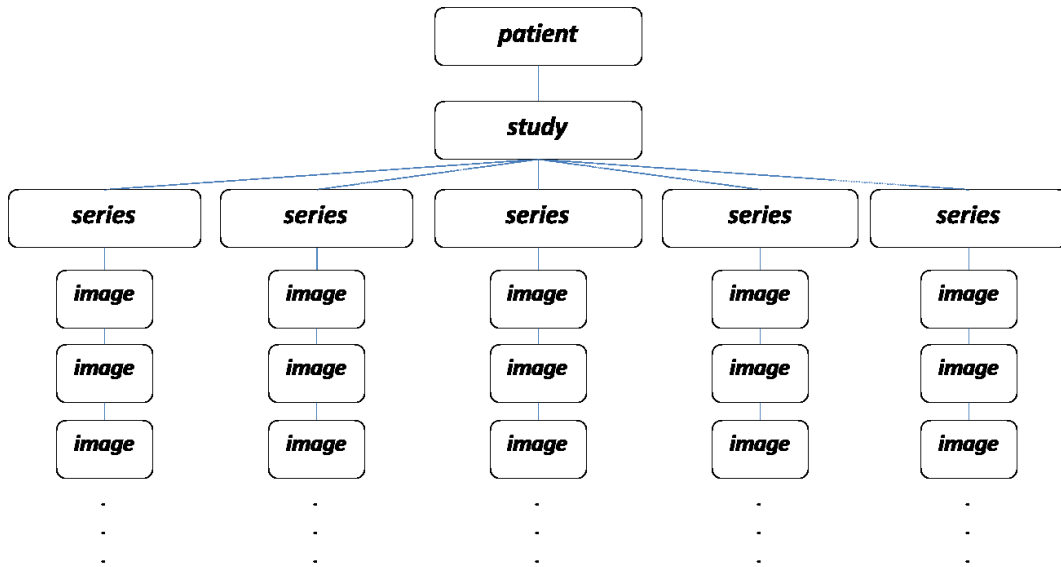 patient
study
series series series series series
image image image image image
image image image image image
image image image image image
. . . . .
. . . . .
. . . . .